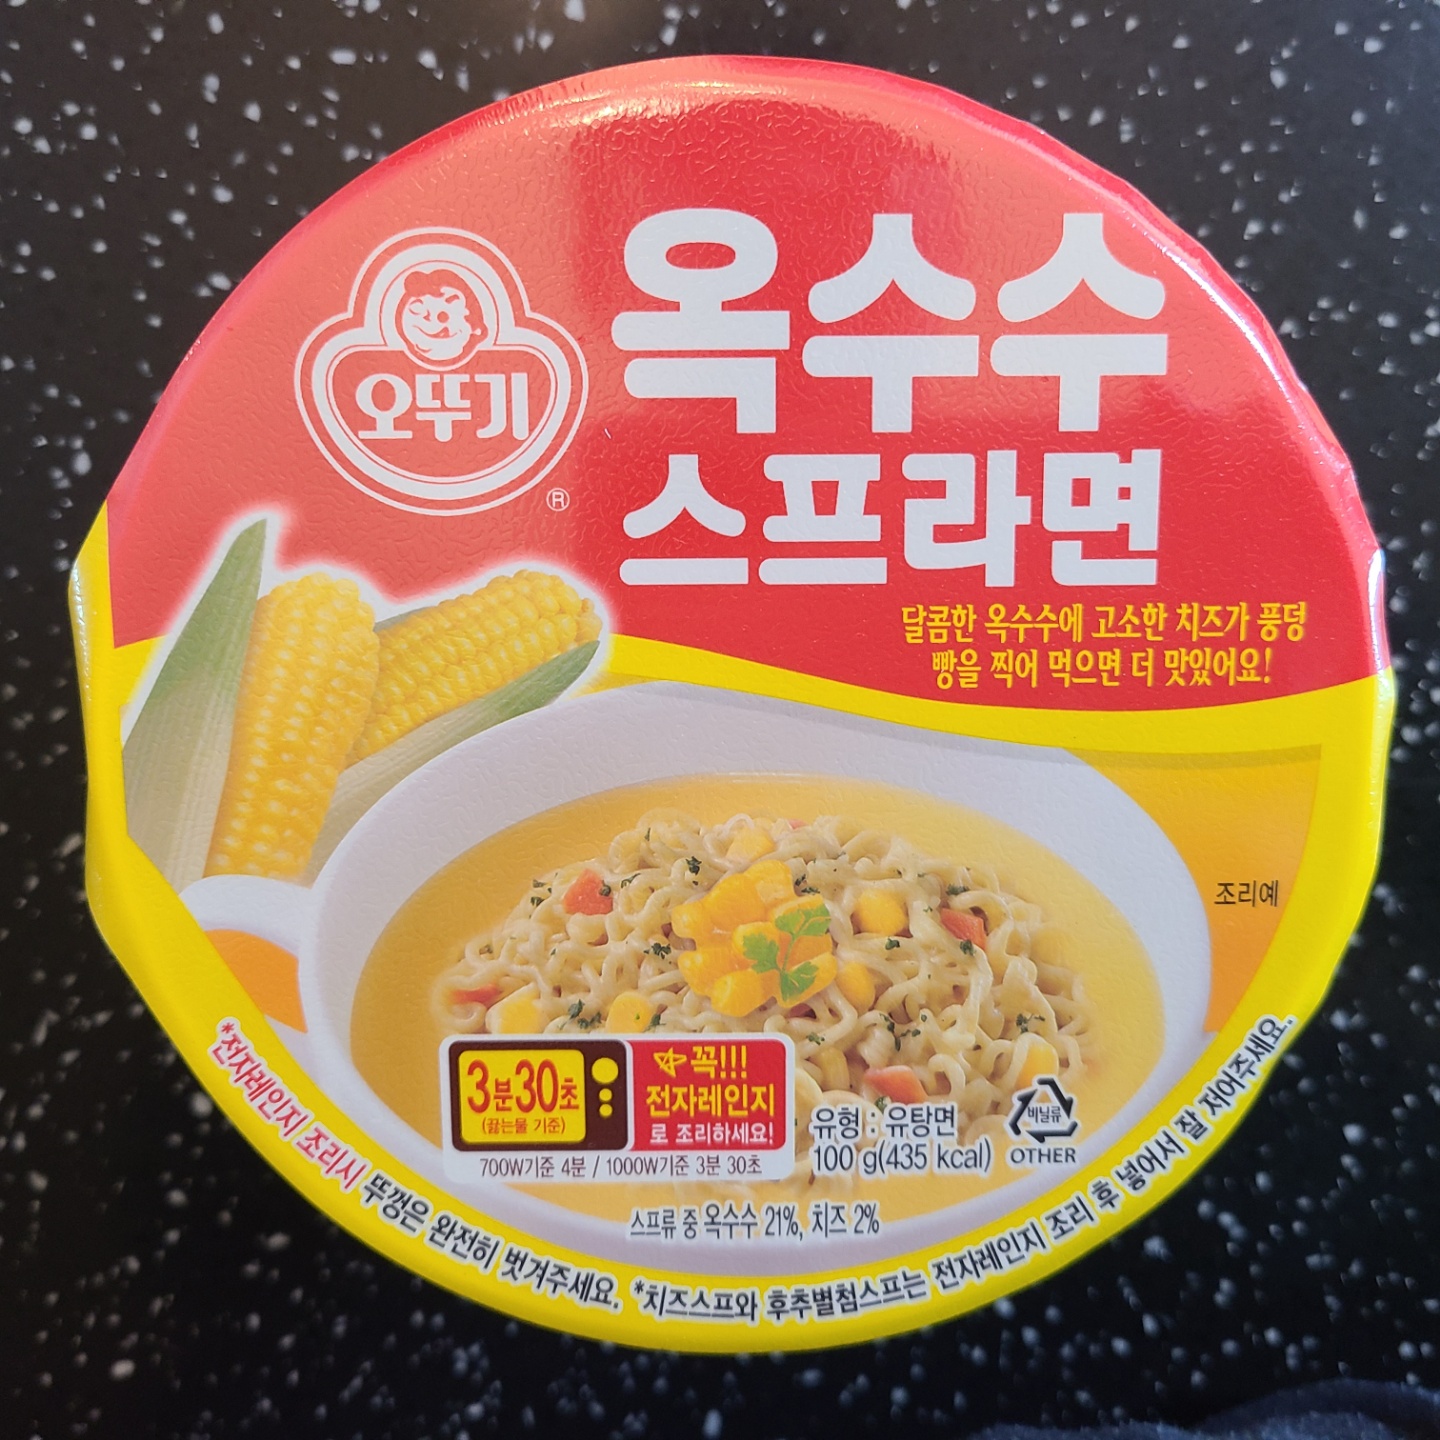 오뚜기
®
옥수수
스프라면
달콤한 옥수수에 고소한 치즈가 풍덩
빵을 찍어 먹으면 더 맛있어요!
조리예
3분30초
(끓는물 기준)
꼭!!!
전자레인지
로 조리하세요!
700W기준 4분 / 1000W기준 3분 30초
유형 : 유탕면
100 g(435 kcal)
비닐류
OTHER
스프류 중 옥수수 21%, 치즈 2%
*전자레인지 조리시 뚜껑은 완전히 벗겨주세요. *치즈스프와 후추별첨스프는 전자레인지 조리 후 넣어서 잘 저어주세요.